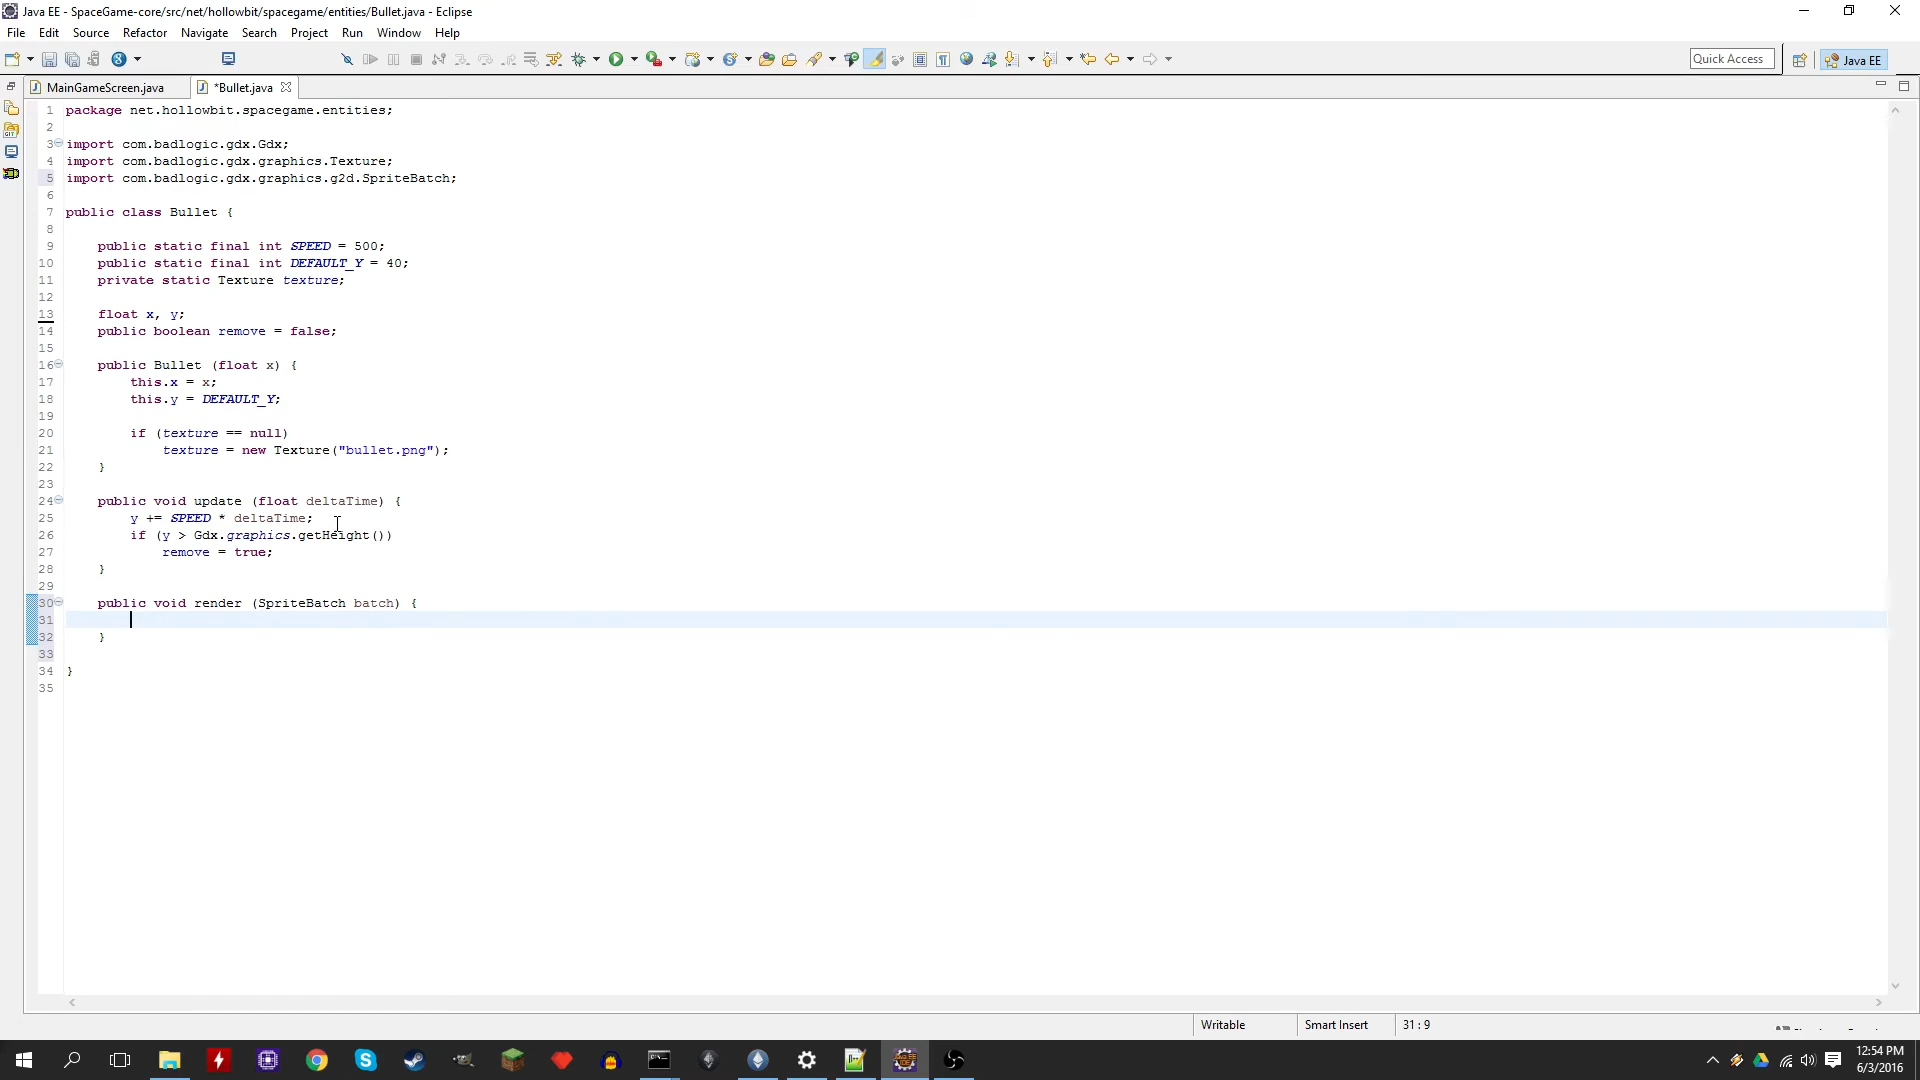 Java EE - SpaceGame-core/src/net/hollowbit/spacegame/entities/Bullet.java - Eclipse
File Edit Source Refactor Navigate Search Project Run Window Help
Quick Access Java EE
MainGameScreen.java *Bullet.java
1 package net.hollowbit.spacegame.entities;
2
3 import com.badlogic.gdx.Gdx;
4 import com.badlogic.gdx.graphics.Texture;
5 import com.badlogic.gdx.graphics.g2d.SpriteBatch;
6
7 public class Bullet {
8
9 public static final int SPEED = 500;
10 public static final int DEFAULT_Y = 40;
11 private static Texture texture;
12
13 float x, y;
14 public boolean remove = false;
15
16 public Bullet (float x) {
17 this.x = x;
18 this.y = DEFAULT_Y;
19
20 if (texture == null)
21 texture = new Texture("bullet.png");
22 }
23
24 public void update (float deltaTime) {
25 y += SPEED * deltaTime;
26 if (y > Gdx.graphics.getHeight())
27 remove = true;
28 }
29
30 public void render (SpriteBatch batch) {
31
32 }
33
34 }
35
Writable Smart Insert 31 : 9
12:54 PM
6/3/2016